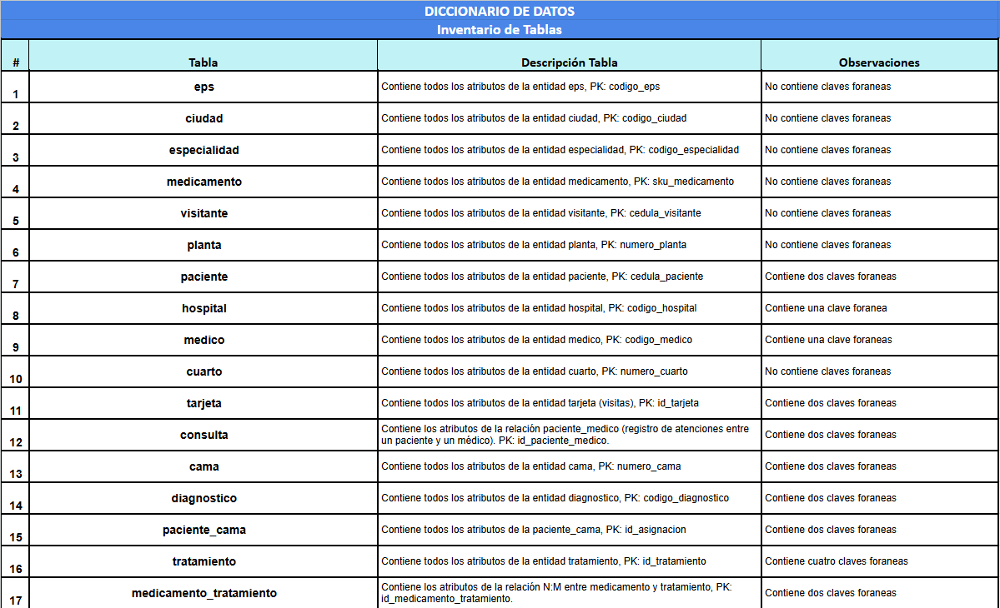 DICCIONARIO DE DATOS
Inventario de Tablas
# Tabla Descripción Tabla Observaciones
1 eps Contiene todos los atributos de la entidad eps, PK: codigo_eps No contiene claves foraneas
2 ciudad Contiene todos los atributos de la entidad ciudad, PK: codigo_ciudad No contiene claves foraneas
3 especialidad Contiene todos los atributos de la entidad especialidad, PK: codigo_especialidad No contiene claves foraneas
4 medicamento Contiene todos los atributos de la entidad medicamento, PK: sku_medicamento No contiene claves foraneas
5 visitante Contiene todos los atributos de la entidad visitante, PK: cedula_visitante No contiene claves foraneas
6 planta Contiene todos los atributos de la entidad planta, PK: numero_planta No contiene claves foraneas
7 paciente Contiene todos los atributos de la entidad paciente, PK: cedula_paciente Contiene dos claves foraneas
8 hospital Contiene todos los atributos de la entidad hospital, PK: codigo_hospital Contiene una clave foranea
9 medico Contiene todos los atributos de la entidad medico, PK: codigo_medico Contiene una clave foraneas
10 cuarto Contiene todos los atributos de la entidad cuarto, PK: numero_cuarto No contiene claves foraneas
11 tarjeta Contiene todos los atributos de la entidad tarjeta (visitas), PK: id_tarjeta Contiene dos claves foraneas
12 consulta Contiene los atributos de la relación paciente_medico (registro de atenciones entre
un paciente y un médico). PK: id_paciente_medico. Contiene dos claves foraneas
13 cama Contiene todos los atributos de la entidad cama, PK: numero_cama Contiene dos claves foraneas
14 diagnostico Contiene todos los atributos de la entidad diagnostico, PK: codigo_diagnostico Contiene dos claves foraneas
15 paciente_cama Contiene todos los atributos de la paciente_cama, PK: id_asignacion Contiene dos claves foraneas
16 tratamiento Contiene todos los atributos de la entidad tratamiento, PK: id_tratamiento Contiene cuatro claves foraneas
17 medicamento_tratamiento Contiene los atributos de la relación N:M entre medicamento y tratamiento, PK:
id_medicamento_tratamiento. Contiene dos claves foraneas